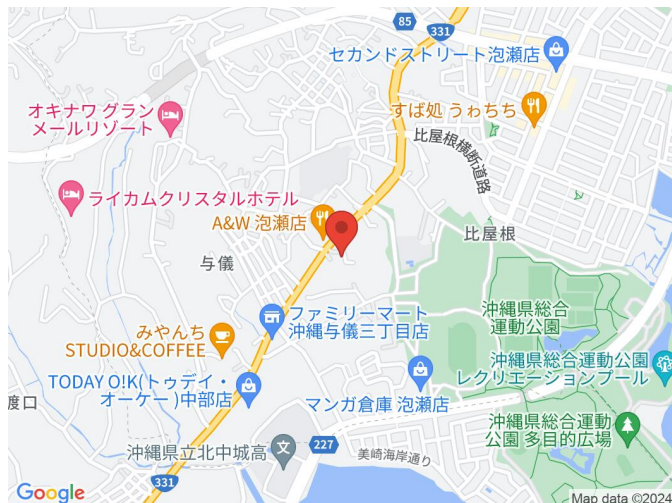 85
331
セカンドストリート泡瀬店
オキナワ グラン
メールリゾート
すば処 うゎちち
比屋根横断道路
ライカムクリスタルホテル
A&W 泡瀬店
比屋根
与儀
沖縄県総合
運動公園
ファミリーマート
沖縄与儀三丁目店
みやんち
STUDIO&COFFEE
沖縄県総合運動公園
レクリエーションプール
TODAY O!K(トゥデイ・
オーケー )中部店
マンガ倉庫 泡瀬店
渡口
沖縄県総合運動
公園 多目的広場
227
沖縄県立北中城高
文
美崎海岸通り
331
Google
Map data ©2024